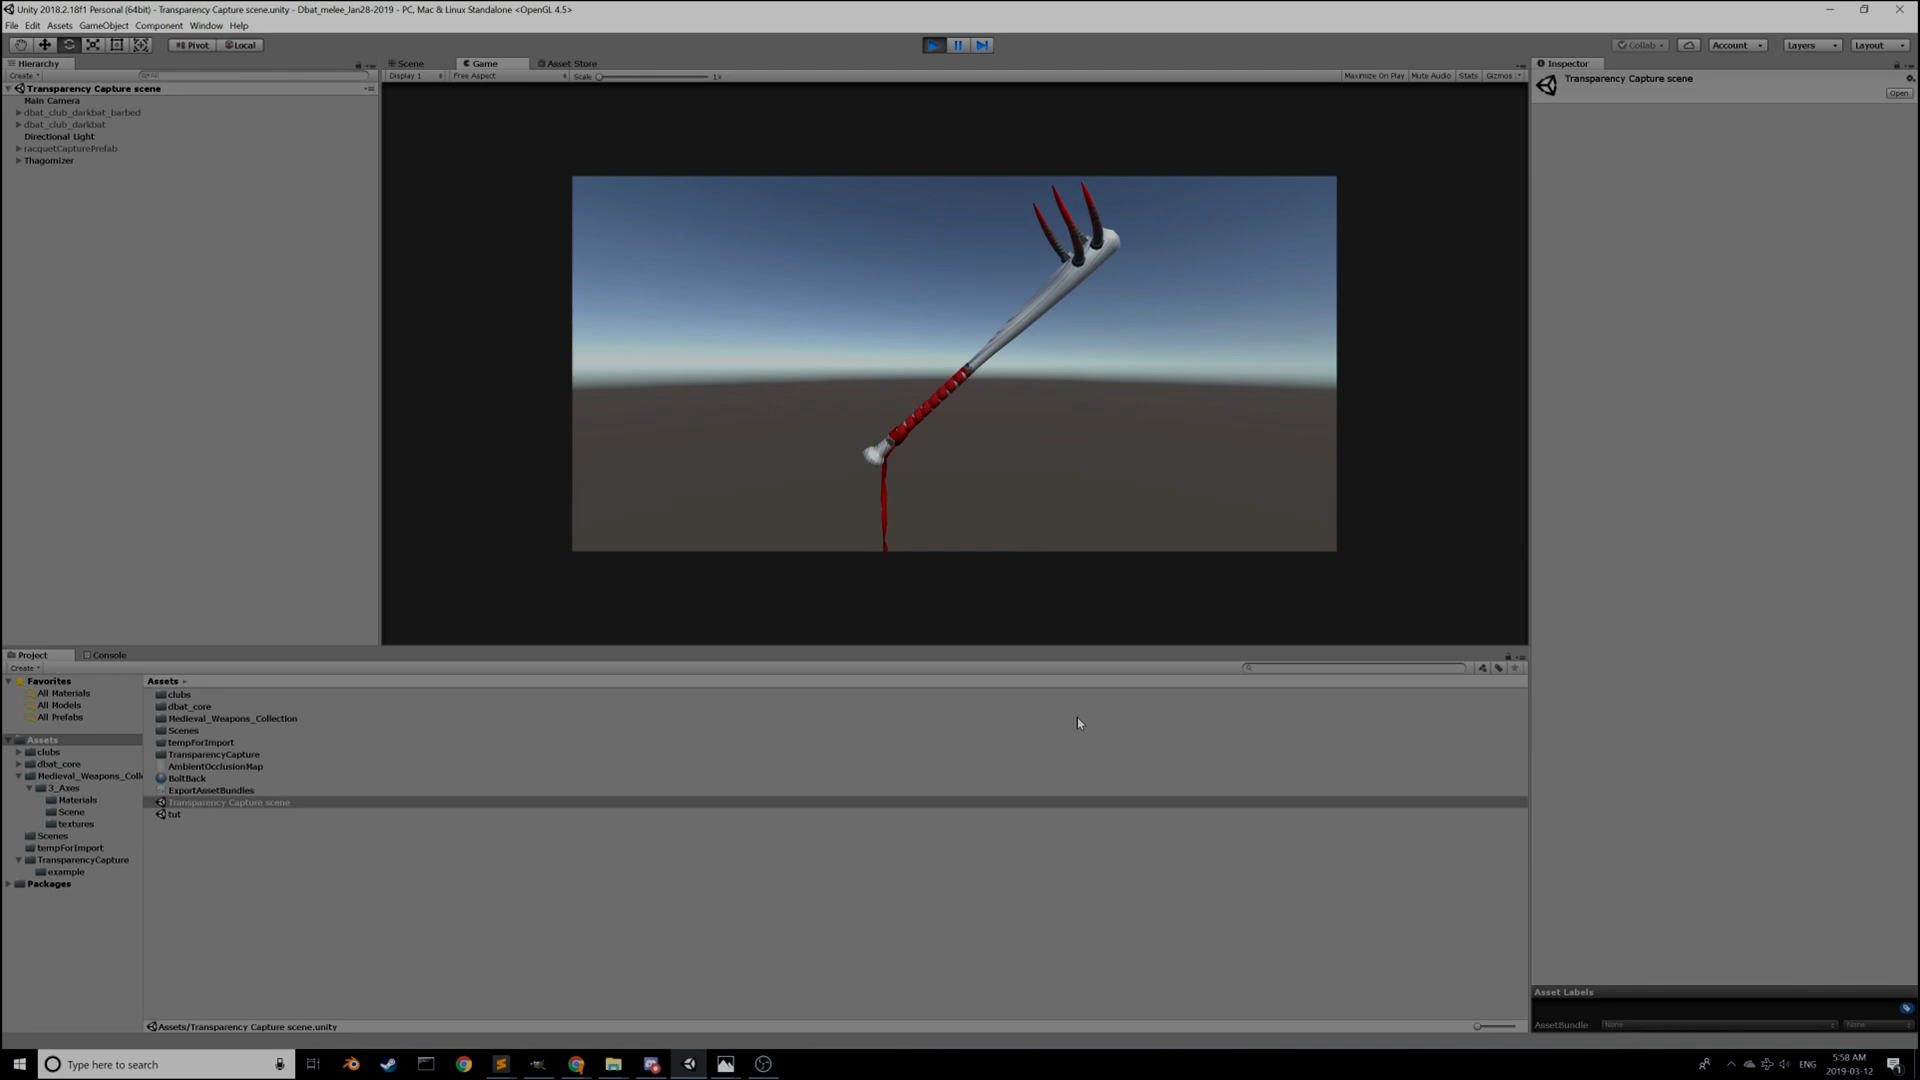 Unity 2018.2.18f1 Personal (64bit) - Transparency Capture scene.unity - Dbat_melee_Jan28-2019 - PC, Mac & Linux Standalone <OpenGL 4.5>
File Edit Assets GameObject Component Window Help
Pivot Local Collab Account Layers Layout
Hierarchy
Create
All
Transparency Capture scene
Main Camera
dbat_club_darkbat_barbed
dbat_club_darkbat
Directional Light
racquetCapturePrefab
Thagomizer
Scene Game Asset Store
Display 1 Free Aspect Scale 1x Maximize On Play Mute Audio Stats Gizmos
Inspector
Transparency Capture scene
Open
Project Console
Create
Favorites
All Materials
All Models
All Prefabs
Assets
clubs
dbat_core
Medieval_Weapons_Coll
3_Axes
Materials
Scene
textures
Scenes
tempForImport
TransparencyCapture
example
Packages
Assets
clubs
dbat_core
Medieval_Weapons_Collection
Scenes
tempForImport
TransparencyCapture
AmbientOcclusionMap
BoltBack
ExportAssetBundles
Transparency Capture scene
tut
Assets/Transparency Capture scene.unity
Asset Labels
AssetBundle None None
Type here to search
ENG
5:58 AM
2019-03-12
1